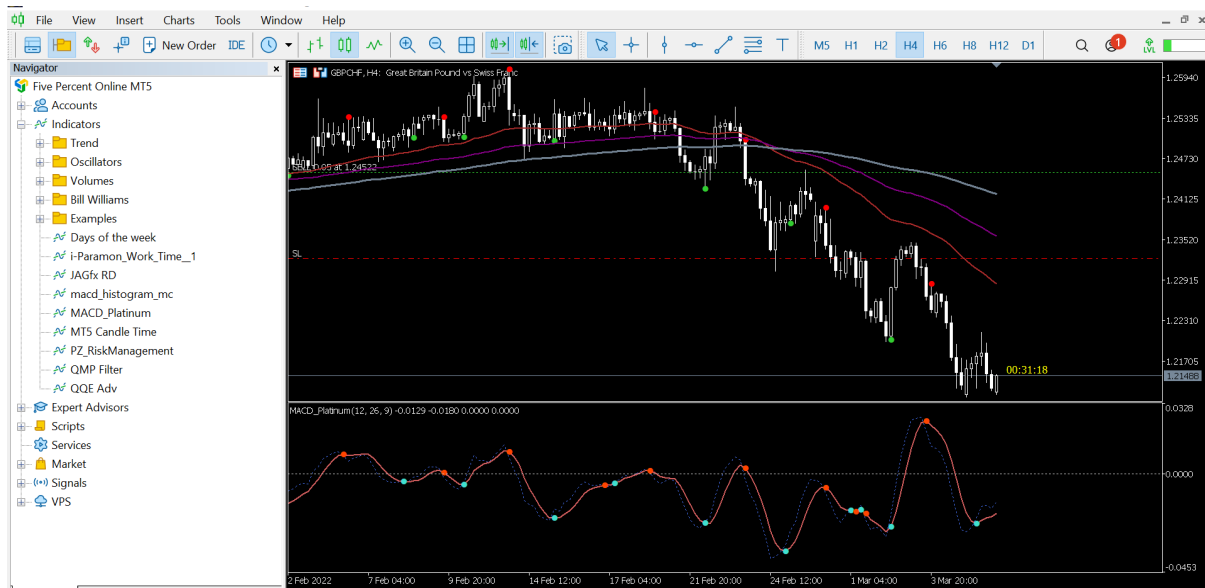 File View Insert Charts Tools Window Help
New Order IDE M5 H1 H2 H4 H6 H8 H12 D1 1 LVL
Navigator
Five Percent Online MT5
Accounts
Indicators
Trend
Oscillators
Volumes
Bill Williams
Examples
Days of the week
i-Paramon_Work_Time__1
JAGfx RD
macd_histogram_mc
MACD_Platinum
MT5 Candle Time
PZ_RiskManagement
QMP Filter
QQE Adv
Expert Advisors
Scripts
Services
Market
Signals
VPS
GBPCHF, H4: Great Britain Pound vs Swiss Franc
0.05 at 1.24522
SL
00:31:18
1.25940
1.25335
1.24730
1.24125
1.23520
1.22915
1.22310
1.21705
1.21488
MACD_Platinum(12, 26, 9) -0.0129 -0.0180 0.0000 0.0000
0.0328
0.0000
-0.0453
2 Feb 2022 7 Feb 04:00 9 Feb 20:00 14 Feb 12:00 17 Feb 04:00 21 Feb 20:00 24 Feb 12:00 1 Mar 04:00 3 Mar 20:00